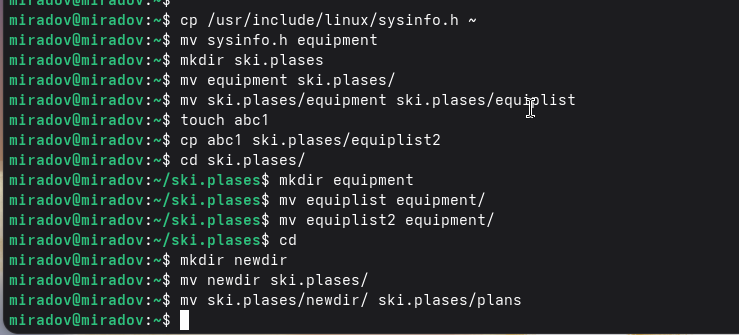 miradov@miradov:~$ cp /usr/include/linux/sysinfo.h ~
miradov@miradov:~$ mv sysinfo.h equipment
miradov@miradov:~$ mkdir ski.plases
miradov@miradov:~$ mv equipment ski.plases/
miradov@miradov:~$ mv ski.plases/equipment ski.plases/equiplist
miradov@miradov:~$ touch abc1
miradov@miradov:~$ cp abc1 ski.plases/equiplist2
miradov@miradov:~$ cd ski.plases/
miradov@miradov:~/ski.plases$ mkdir equipment
miradov@miradov:~/ski.plases$ mv equiplist equipment/
miradov@miradov:~/ski.plases$ mv equiplist2 equipment/
miradov@miradov:~/ski.plases$ cd
miradov@miradov:~$ mkdir newdir
miradov@miradov:~$ mv newdir ski.plases/
miradov@miradov:~$ mv ski.plases/newdir/ ski.plases/plans
miradov@miradov:~$